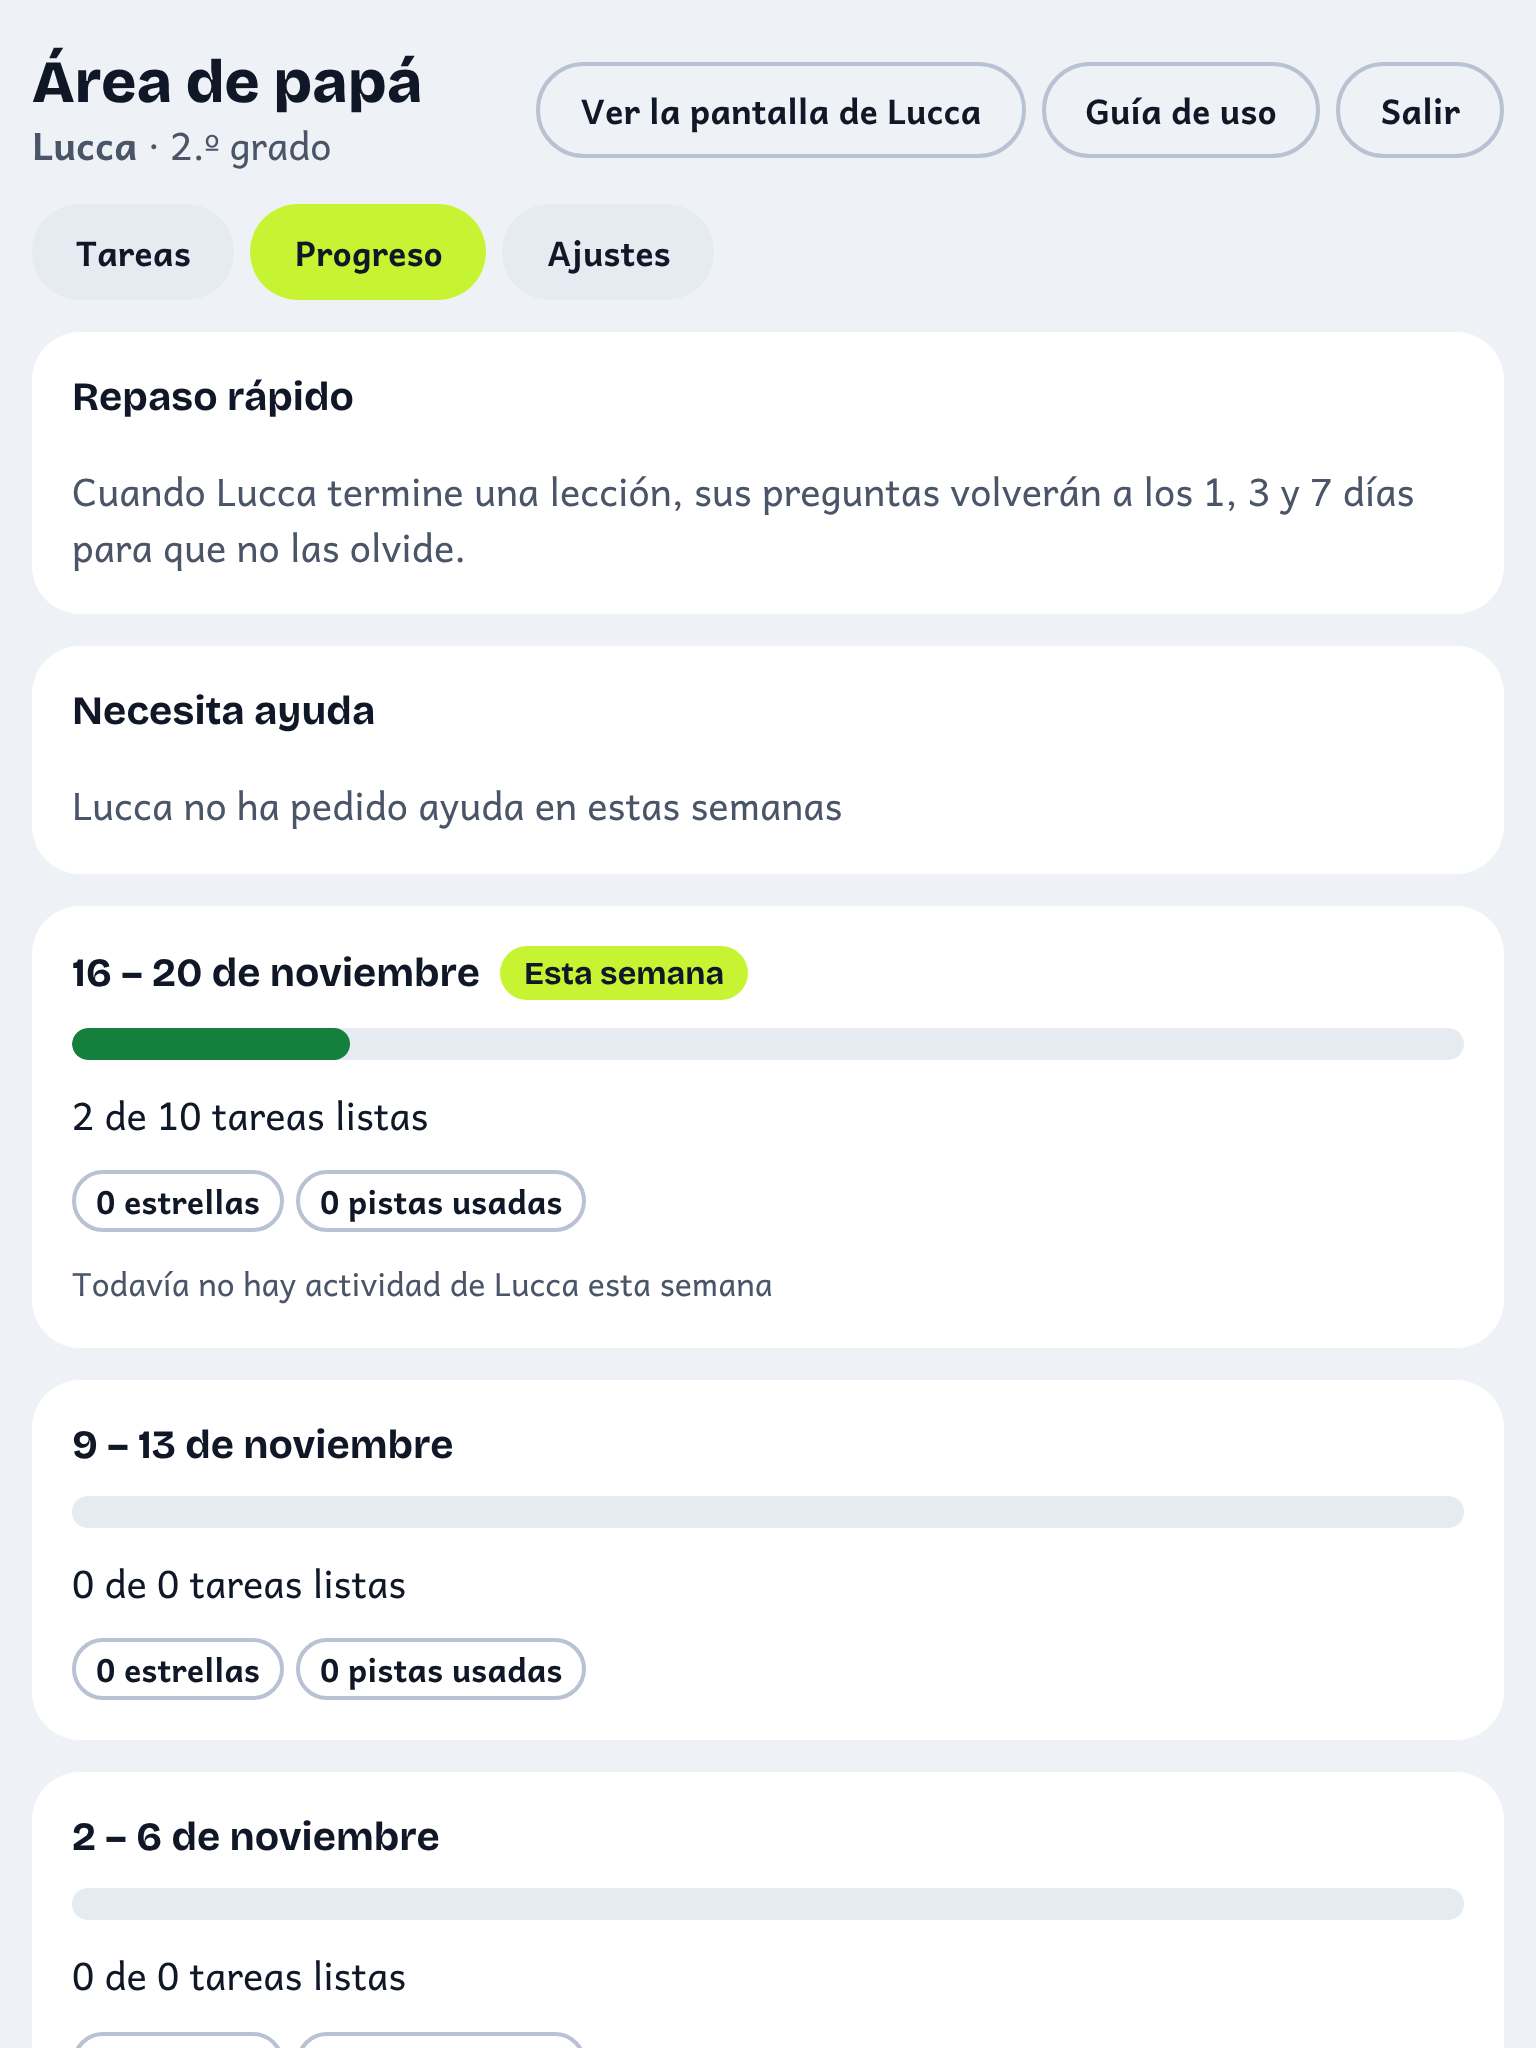 Área de papá
Lucca · 2.º grado
Ver la pantalla de Lucca
Guía de uso
Salir
Tareas
Progreso
Ajustes
Repaso rápido
Cuando Lucca termine una lección, sus preguntas volverán a los 1, 3 y 7 días
para que no las olvide.
Necesita ayuda
Lucca no ha pedido ayuda en estas semanas
16 – 20 de noviembre
Esta semana
2 de 10 tareas listas
0 estrellas
0 pistas usadas
Todavía no hay actividad de Lucca esta semana
9 – 13 de noviembre
0 de 0 tareas listas
0 estrellas
0 pistas usadas
2 – 6 de noviembre
0 de 0 tareas listas